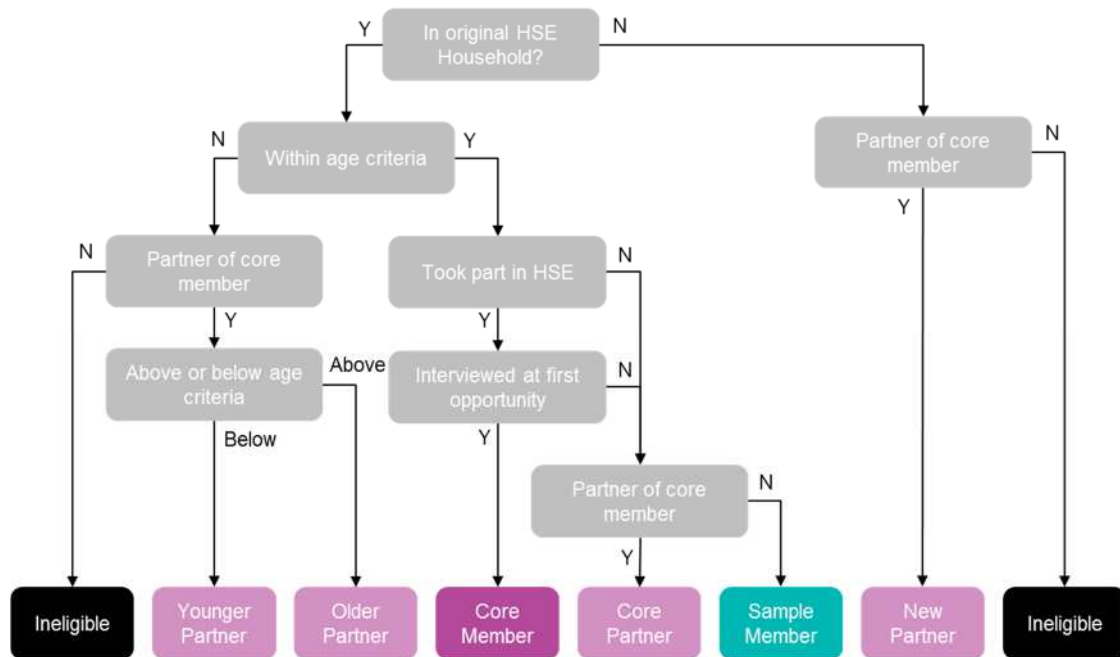 Y
In original HSE
Household?
N
N
Within age criteria
Y
Partner of core
member
N
Y
N
Partner of core
member
Y
Took part in HSE
N
Y
Above or below age
criteria
Above
Below
Interviewed at first
opportunity
N
Y
Partner of core
member
N
Y
Ineligible
Younger
Partner
Older
Partner
Core
Member
Core
Partner
Sample
Member
New
Partner
Ineligible